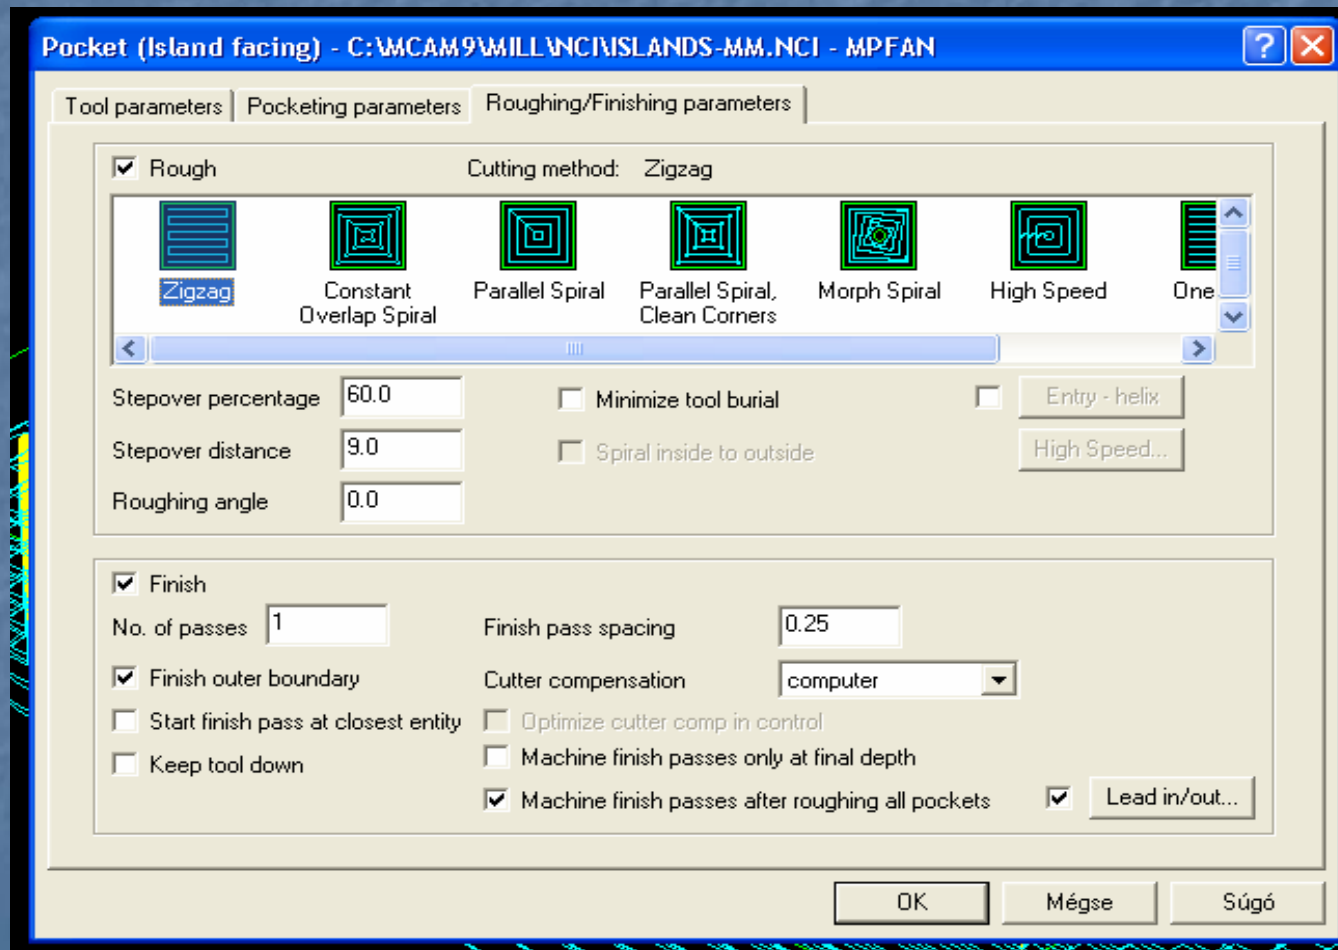 Pocket (Island facing) - C:\MCAM9\MILL\NCI\ISLANDS-MM.NCI - MPFAN
Tool parameters Pocketing parameters Roughing/Finishing parameters
Rough Cutting method: Zigzag
Zigzag Constant Overlap Spiral Parallel Spiral Parallel Spiral, Clean Corners Morph Spiral High Speed One
Stepover percentage 60.0 Minimize tool burial Entry - helix
Stepover distance 9.0 Spiral inside to outside High Speed...
Roughing angle 0.0
Finish
No. of passes 1 Finish pass spacing 0.25
Finish outer boundary Cutter compensation computer
Start finish pass at closest entity Optimize cutter comp in control
Keep tool down Machine finish passes only at final depth
Machine finish passes after roughing all pockets Lead in/out...
OK Mégse Súgó